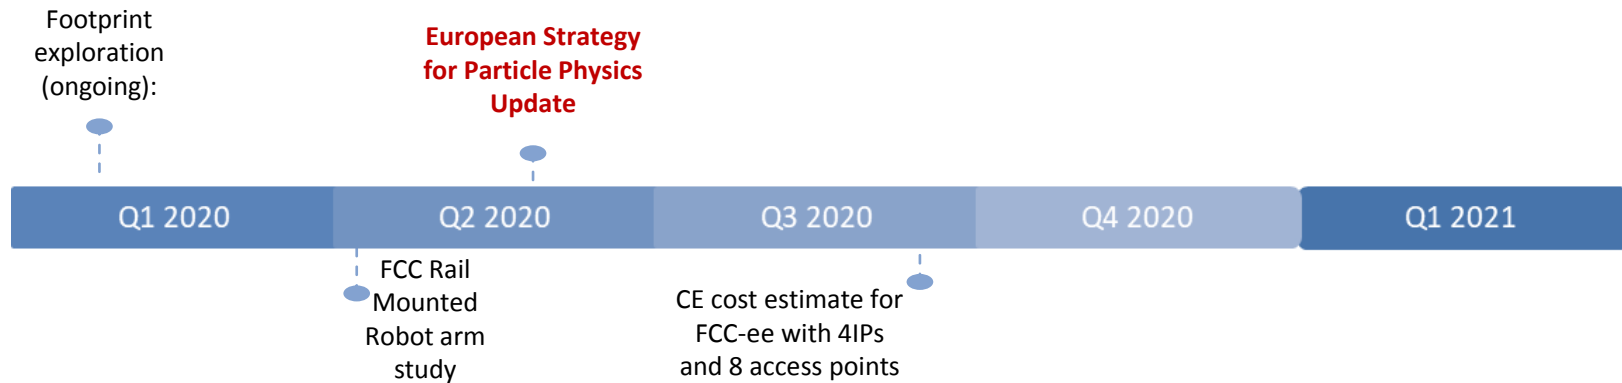 Footprint
exploration
(ongoing):
European Strategy
for Particle Physics
Update
Q1 2020
Q2 2020
Q3 2020
Q4 2020
Q1 2021
FCC Rail
Mounted
Robot arm
study
CE cost estimate for
FCC-ee with 4IPs
and 8 access points